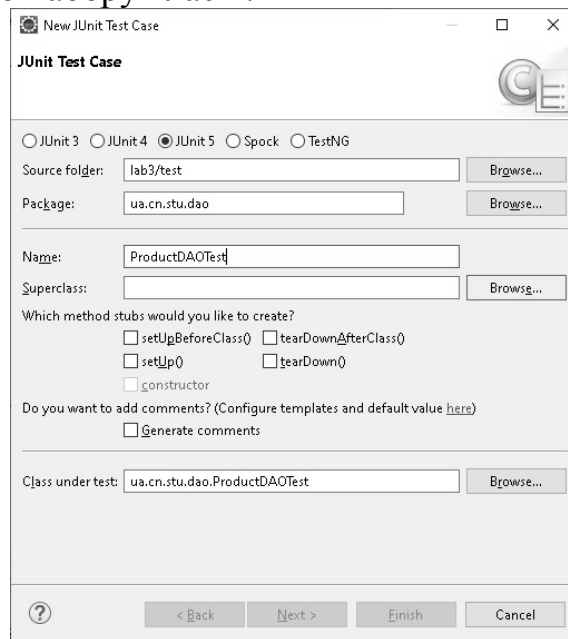 New JUnit Test Case
JUnit Test Case
JUnit 3 JUnit 4 JUnit 5 Spock TestNG
Source folder: lab3/test Browse...
Package: ua.cn.stu.dao Browse...
Name: ProductDAOTest
Superclass: Browse...
Which method stubs would you like to create?
setUpBeforeClass() tearDownAfterClass()
setUp() tearDown()
constructor
Do you want to add comments? (Configure templates and default value here)
Generate comments
Class under test: ua.cn.stu.dao.ProductDAOTest Browse...
? < Back Next > Finish Cancel